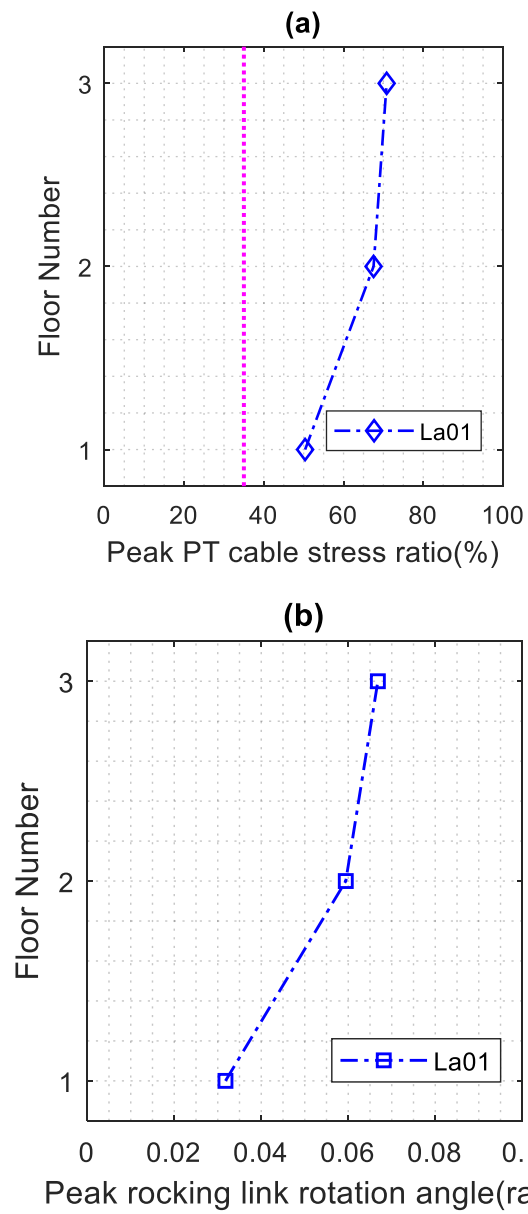 (a)
3
2
1
Floor Number
La01
0 20 40 60 80 100
Peak PT cable stress ratio(%)
(b)
3
2
1
Floor Number
La01
0 0.02 0.04 0.06 0.08 0.
Peak rocking link rotation angle(ra